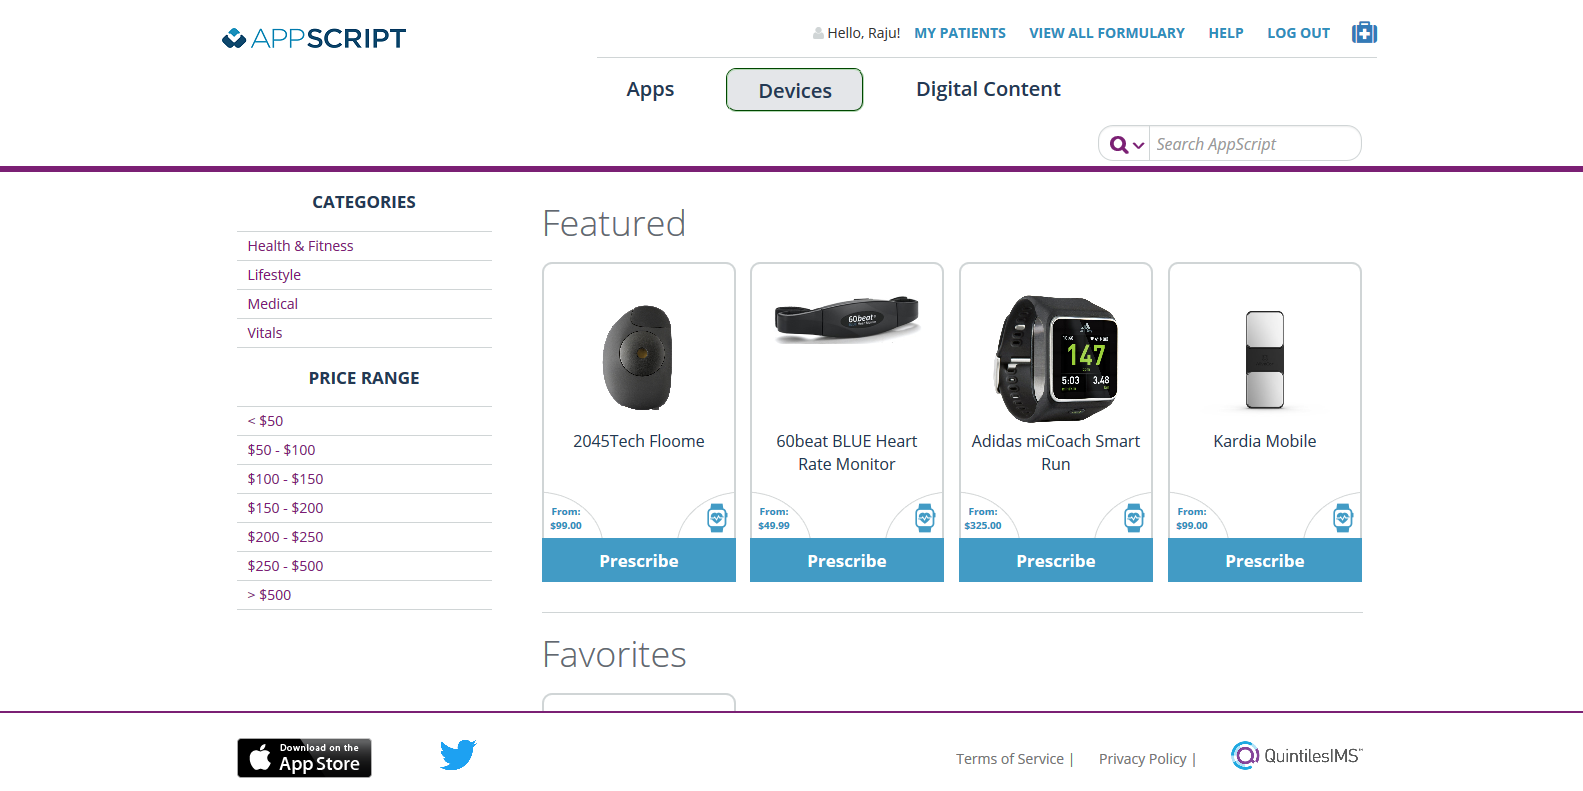 APPSCRIPT
Hello, Raju! MY PATIENTS VIEW ALL FORMULARY HELP LOG OUT
Apps Devices Digital Content
Search AppScript
CATEGORIES
Health & Fitness
Lifestyle
Medical
Vitals
PRICE RANGE
< $50
$50 - $100
$100 - $150
$150 - $200
$200 - $250
$250 - $500
> $500
Featured
60beat
147
5:03 3.48
2045Tech Floome
From:
$99.00
Prescribe
60beat BLUE Heart
Rate Monitor
From:
$49.99
Prescribe
Adidas miCoach Smart
Run
From:
$325.00
Prescribe
Kardia Mobile
From:
$99.00
Prescribe
Favorites
Download on the
App Store
Terms of Service |
Privacy Policy |
QuintilesIMS™